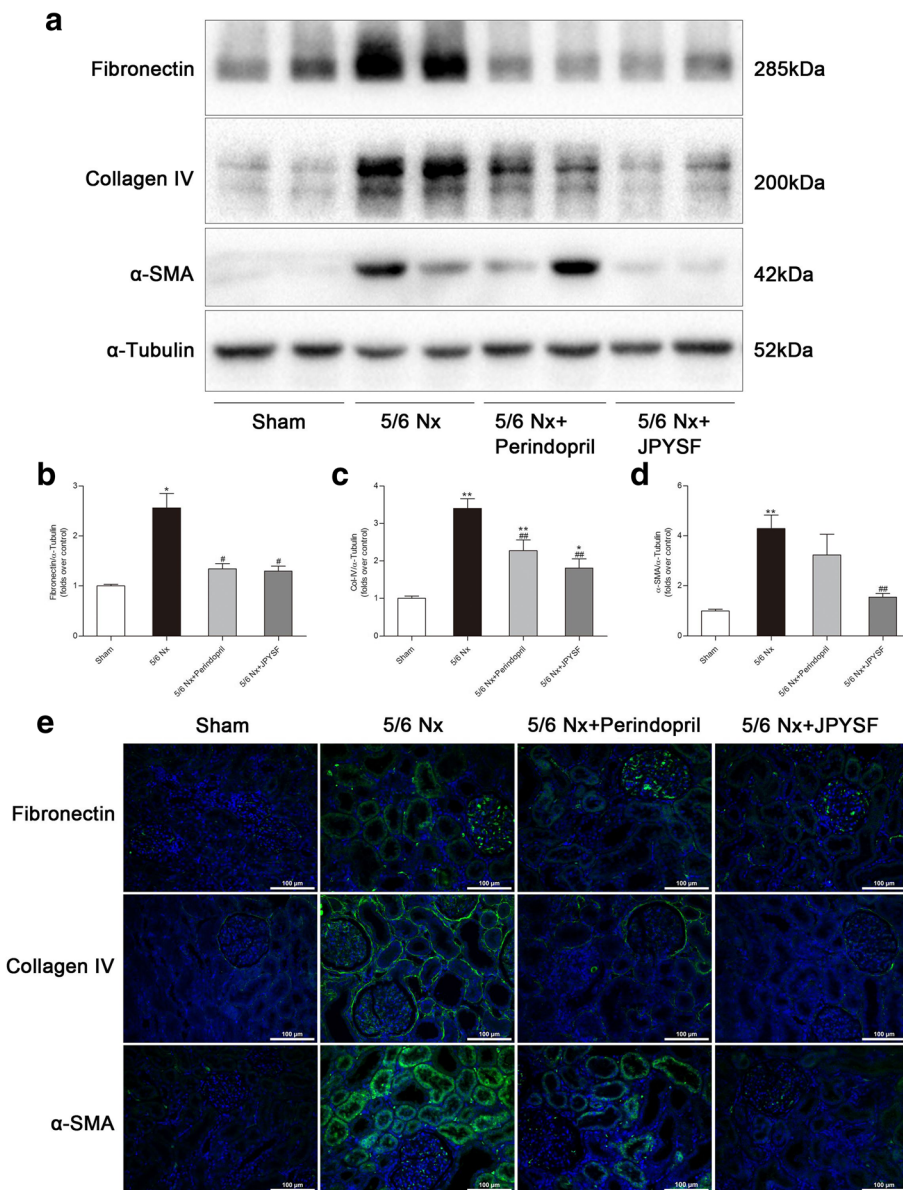 a
Fibronectin
285kDa
Collagen IV
200kDa
α-SMA
42kDa
α-Tubulin
52kDa
Sham
5/6 Nx
5/6 Nx+
Perindopril
5/6 Nx+
JPYSF
b
Fibronectin/α-Tubulin
(folds over control)
3
2
1
0
*
#
#
Sham
5/6 Nx
5/6 Nx+Perindopril
5/6 Nx+JPYSF
c
Col-IV/α-Tubulin
(folds over control)
4
3
2
1
0
**
**
##
*
##
Sham
5/6 Nx
5/6 Nx+Perindopril
5/6 Nx+JPYSF
d
α-SMA/α-Tubulin
(folds over control)
6
4
2
0
**
##
Sham
5/6 Nx
5/6 Nx+Perindopril
5/6 Nx+JPYSF
e
Sham 5/6 Nx 5/6 Nx+Perindopril 5/6 Nx+JPYSF
Fibronectin
100 µm 100 µm 100 µm 100 µm
Collagen IV
100 µm 100 µm 100 µm 100 µm
α-SMA
100 µm 100 µm 100 µm 100 µm